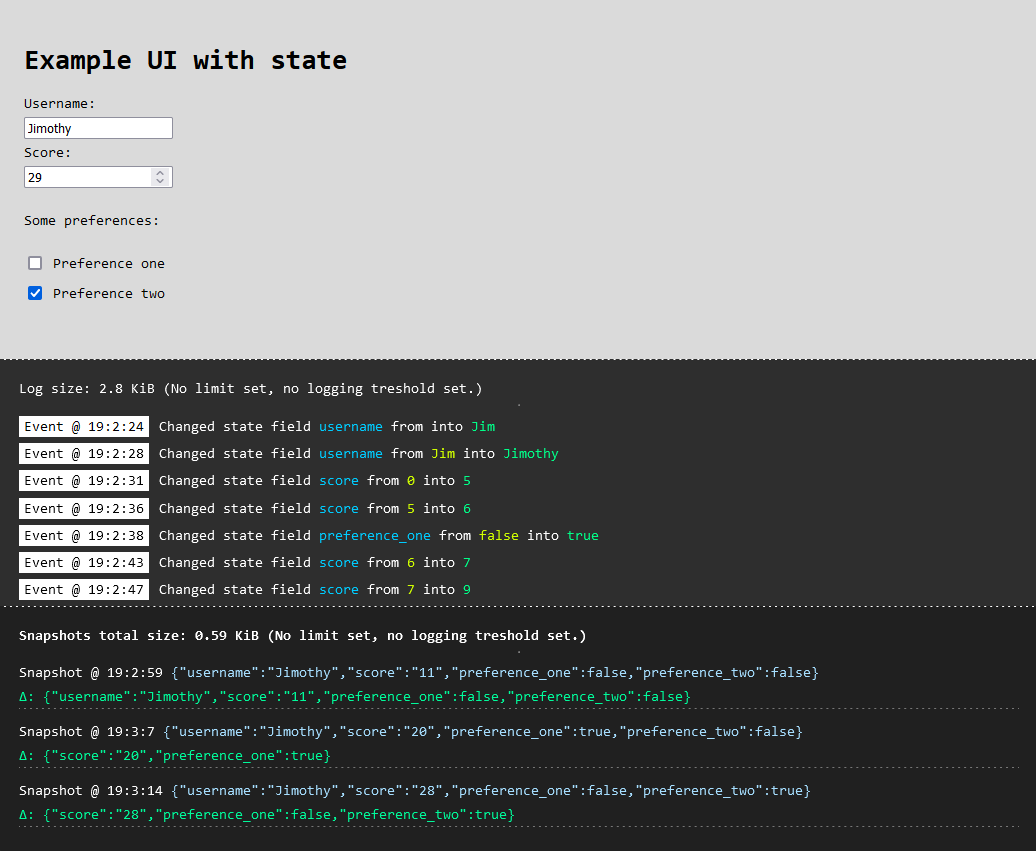 Example UI with state
Username:
Jimothy
Score:
29
Some preferences:
Preference one
Preference two
Log size: 2.8 KiB (No limit set, no logging treshold set.)
Event @ 19:2:24 Changed state field username from into Jim
Event @ 19:2:28 Changed state field username from Jim into Jimothy
Event @ 19:2:31 Changed state field score from 0 into 5
Event @ 19:2:36 Changed state field score from 5 into 6
Event @ 19:2:38 Changed state field preference_one from false into true
Event @ 19:2:43 Changed state field score from 6 into 7
Event @ 19:2:47 Changed state field score from 7 into 9
Snapshots total size: 0.59 KiB (No limit set, no logging treshold set.)
Snapshot @ 19:2:59 {"username":"Jimothy","score":"11","preference_one":false,"preference_two":false}
Δ: {"username":"Jimothy","score":"11","preference_one":false,"preference_two":false}
Snapshot @ 19:3:7 {"username":"Jimothy","score":"20","preference_one":true,"preference_two":false}
Δ: {"score":"20","preference_one":true}
Snapshot @ 19:3:14 {"username":"Jimothy","score":"28","preference_one":false,"preference_two":true}
Δ: {"score":"28","preference_one":false,"preference_two":true}